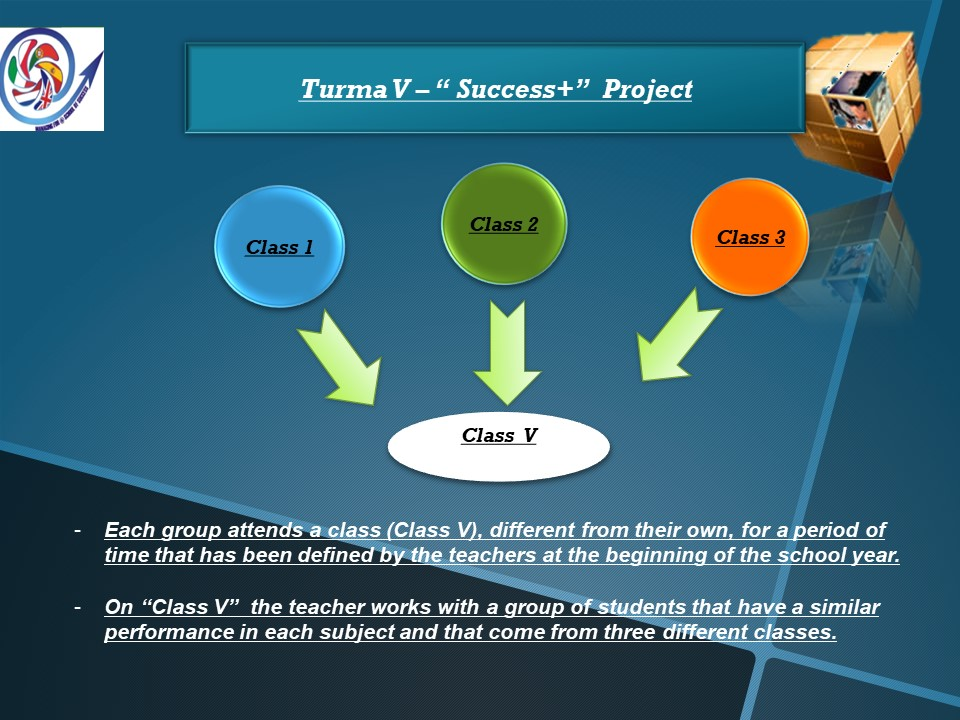 Turma V – “ Success+” Project
Class 1
Class 2
Class 3
Class V
- Each group attends a class (Class V), different from their own, for a period of
time that has been defined by the teachers at the beginning of the school year.
- On “Class V” the teacher works with a group of students that have a similar
performance in each subject and that come from three different classes.